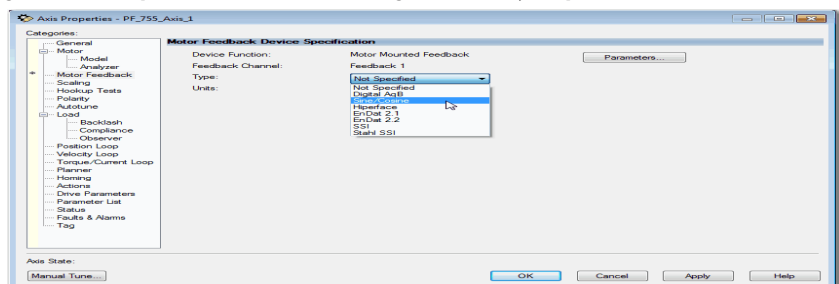 Axis Properties - PF_755_Axis_1
Categories:
General
Motor
Model
Analyzer
Motor Feedback
Scaling
Hookup Tests
Polarity
Autotune
Load
Backlash
Compliance
Observer
Position Loop
Velocity Loop
Torque/Current Loop
Planner
Homing
Actions
Drive Parameters
Parameter List
Status
Faults & Alarms
Tag
Motor Feedback Device Specification
Device Function: Motor Mounted Feedback
Parameters...
Feedback Channel: Feedback 1
Type: Not Specified
Units: Not Specified
Digital AqB
Sine/Cosine
Hiperface
EnDat 2.1
EnDat 2.2
SSI
Stahl SSI
Axis State:
Manual Tune...
OK
Cancel
Apply
Help